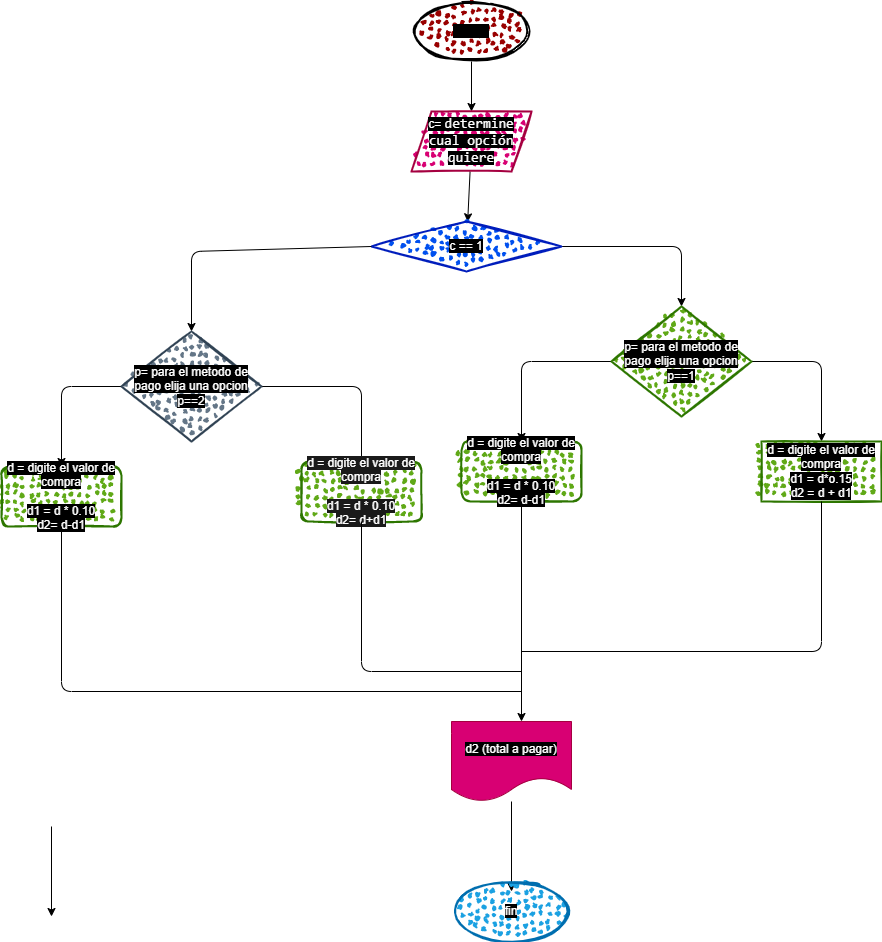 c= determine
cual opción
quiere
c == 1
p= para el metodo de
pago elija una opcion
p==1
p= para el metodo de
pago elija una opcion
p==2
d = digite el valor de
compra
d1 = d * 0.10
d2= d-d1
d = digite el valor de
compra
d1 = d * 0.10
d2= d+d1
d = digite el valor de
compra
d1 = d * 0.10
d2= d-d1
d = digite el valor de
compra
d1 = d*o.15
d2 = d + d1
d2 (total a pagar)
fin